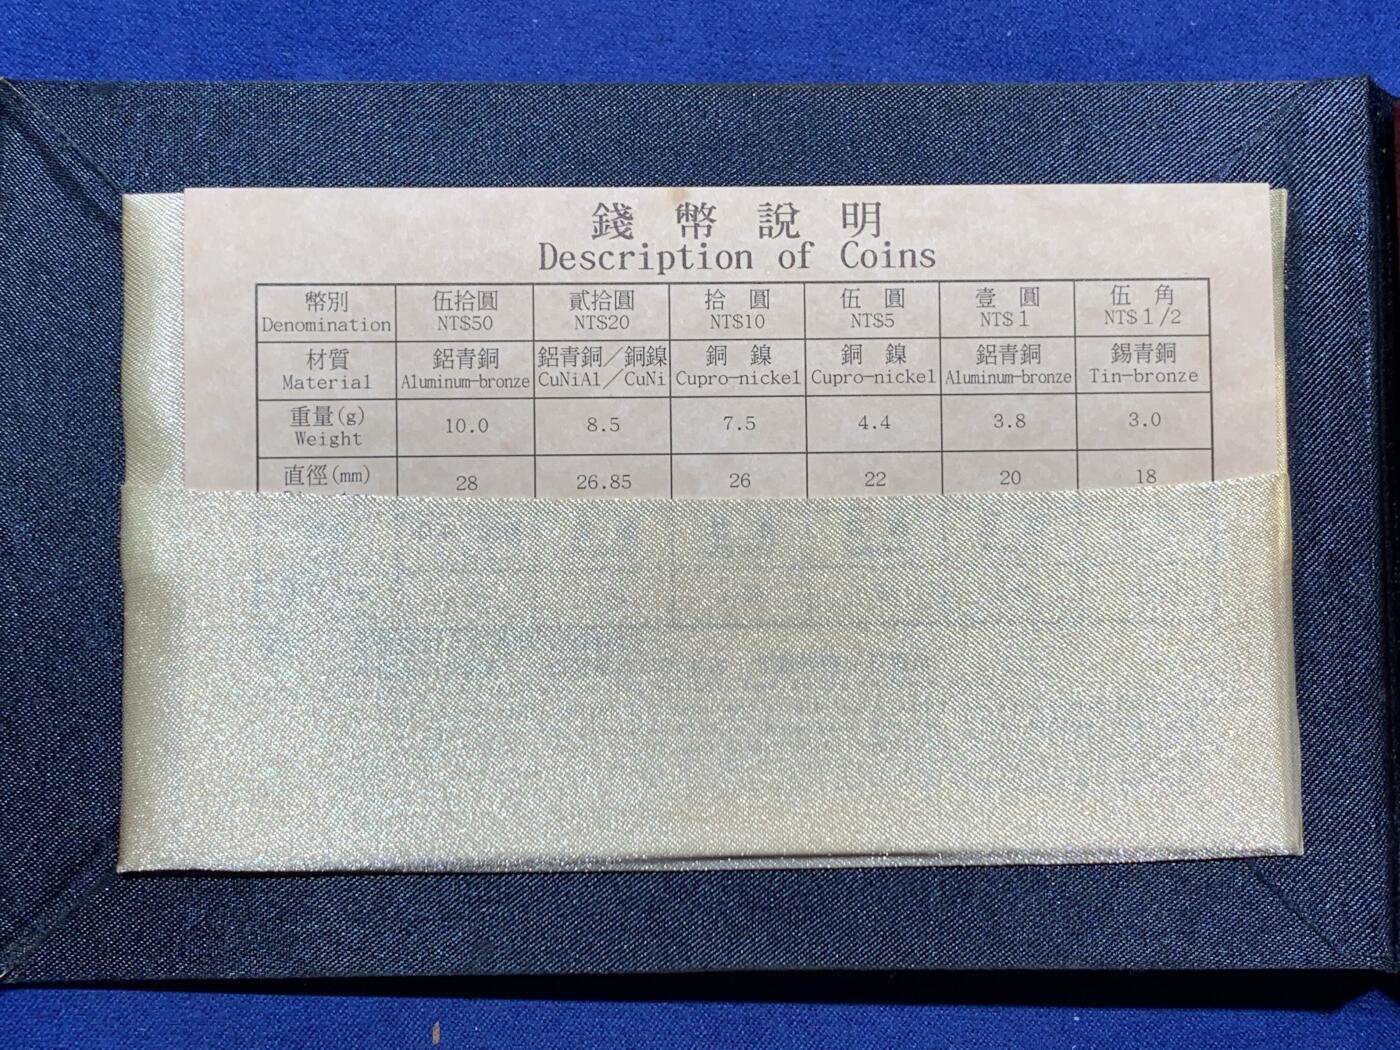 錢幣說明
Description of Coins
幣別 伍拾圓 貳拾圓 拾圓 伍圓 壹圓 伍角
Denomination NT$50 NT$20 NT$10 NT$5 NT$1 NT$1/2
材質 鋁青銅 鋁青銅／銅鎳 銅鎳 銅鎳 鋁青銅 錫青銅
Material Aluminum-bronze CuNiAl／CuNi Cupro-nickel Cupro-nickel Aluminum-bronze Tin-bronze
重量(g) 10.0 8.5 7.5 4.4 3.8 3.0
Weight
直徑(mm) 28 26.85 26 22 20 18